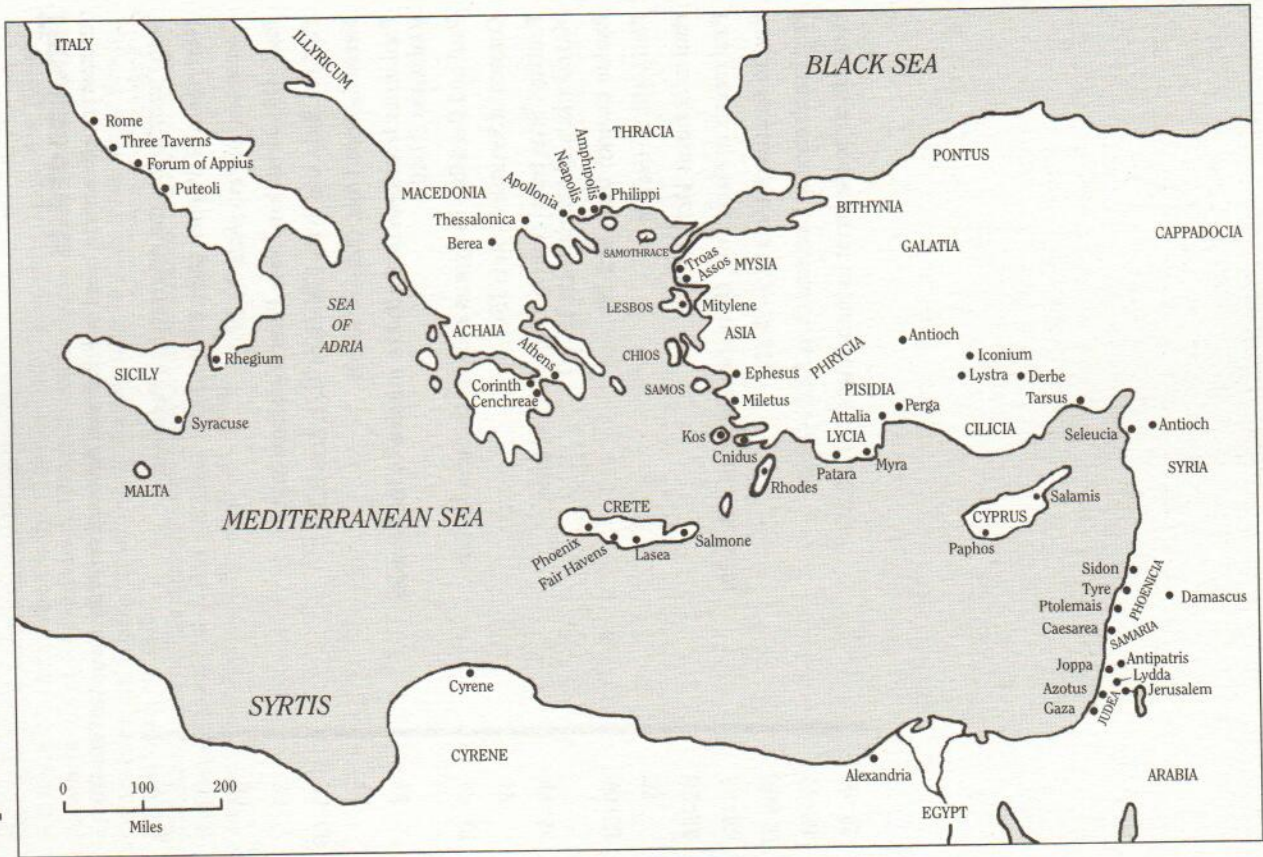 ITALY
ILLYRICUM
BLACK SEA
Rome
Three Taverns
Forum of Appius
Puteoli
THRACIA
PONTUS
MACEDONIA
Apollonia
Neapolis
Amphipolis
Philippi
BITHYNIA
Thessalonica
Berea
SAMOTHRACE
GALATIA
CAPPADOCIA
Troas
Assos
MYSIA
SEA
OF
ADRIA
LESBOS
Mitylene
ACHAIA
ASIA
Athens
CHIOS
PHRYGIA
Antioch
Rhegium
Iconium
SICILY
Corinth
Cenchreae
SAMOS
Ephesus
PISIDIA
Lystra
Derbe
Miletus
Attalia
Perga
Tarsus
Syracuse
Kos
LYCIA
CILICIA
Seleucia
Antioch
Cnidus
Patara
Myra
SYRIA
MALTA
Rhodes
MEDITERRANEAN SEA
CRETE
Salamis
CYPRUS
Phoenix
Fair Havens
Lasea
Salmone
Paphos
Sidon
Tyre
PHOENICIA
Damascus
Ptolemais
Caesarea
SAMARIA
Joppa
Antipatris
Lydda
Cyrene
Azotus
Jerusalem
SYRTIS
Gaza
JUDEA
CYRENE
Alexandria
ARABIA
EGYPT
0 100 200
Miles